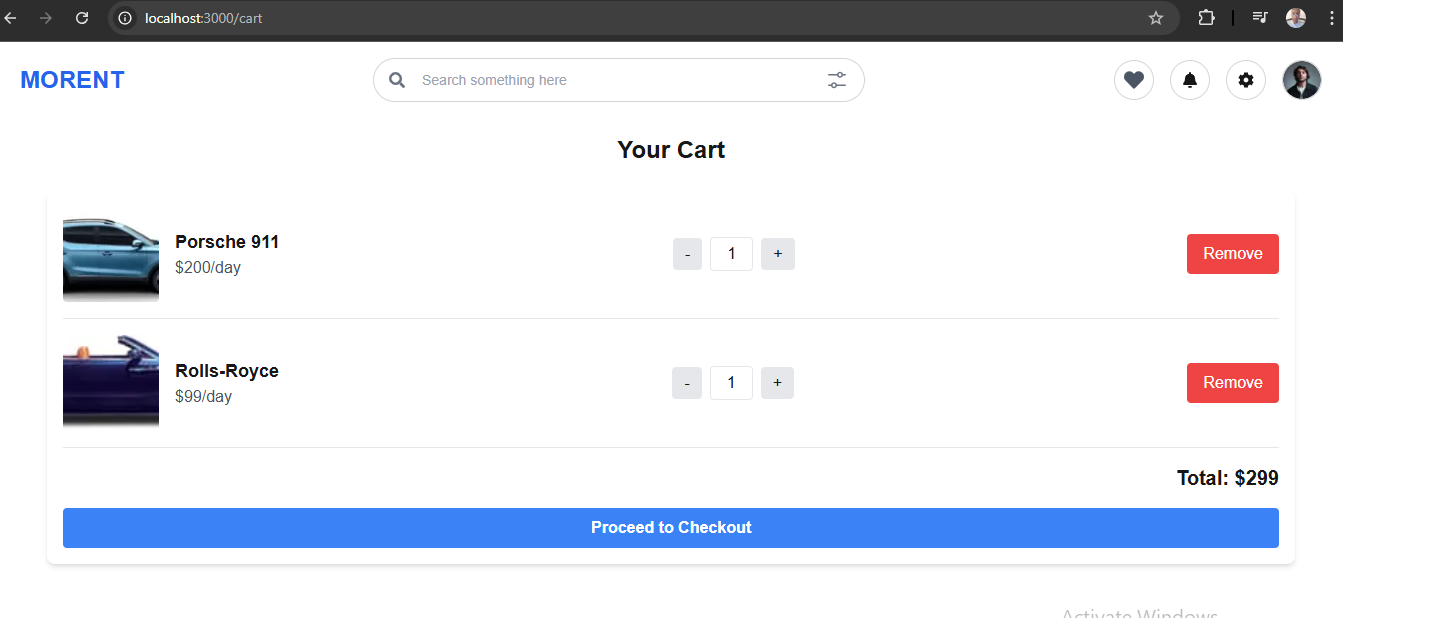 localhost:3000/cart
MORENT
Search something here
Your Cart
Porsche 911
$200/day
- 1 +
Remove
Rolls-Royce
$99/day
- 1 +
Remove
Total: $299
Proceed to Checkout
Activate Windows